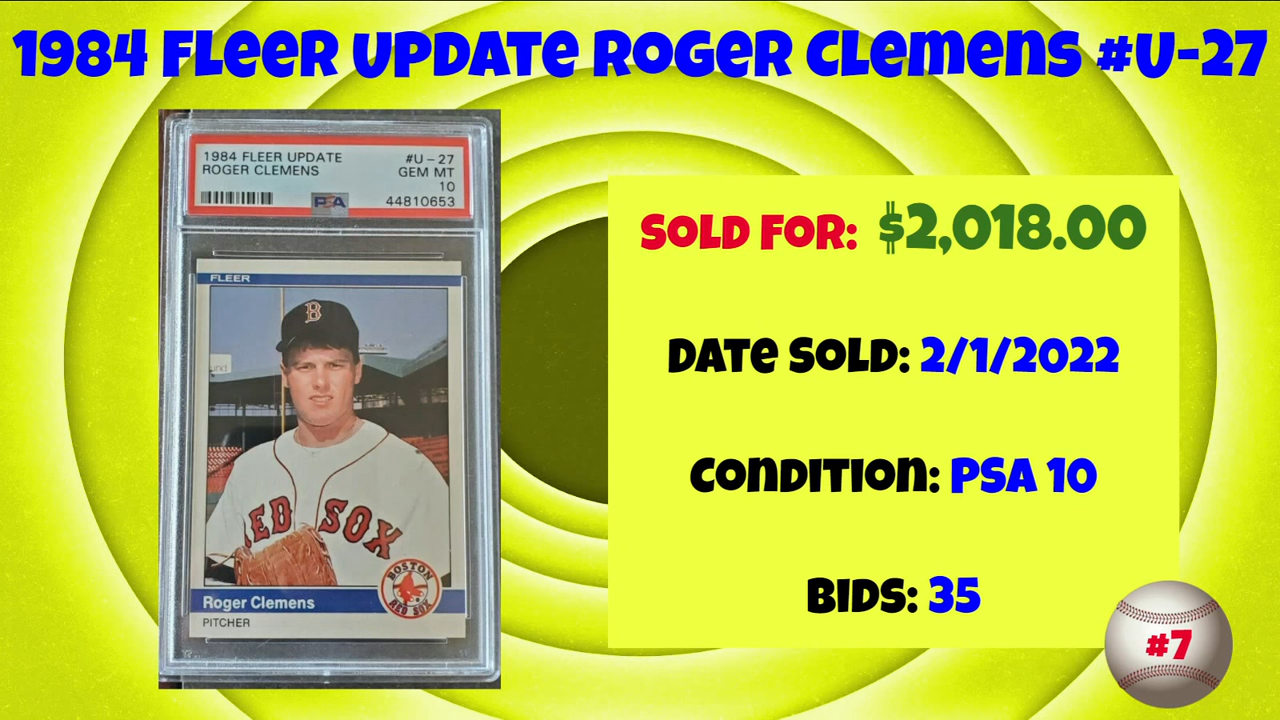 1984 FLEER UPDATE ROGER CLEMENS #U-27
1984 FLEER UPDATE #U-27
ROGER CLEMENS GEM MT
10
PSA 44810653
FLEER
und
B
RED SOX
BOSTON
RED SOX
Roger Clemens
PITCHER
SOLD FOR: $2,018.00
DATE SOLD: 2/1/2022
CONDITION: PSA 10
BIDS: 35
#7